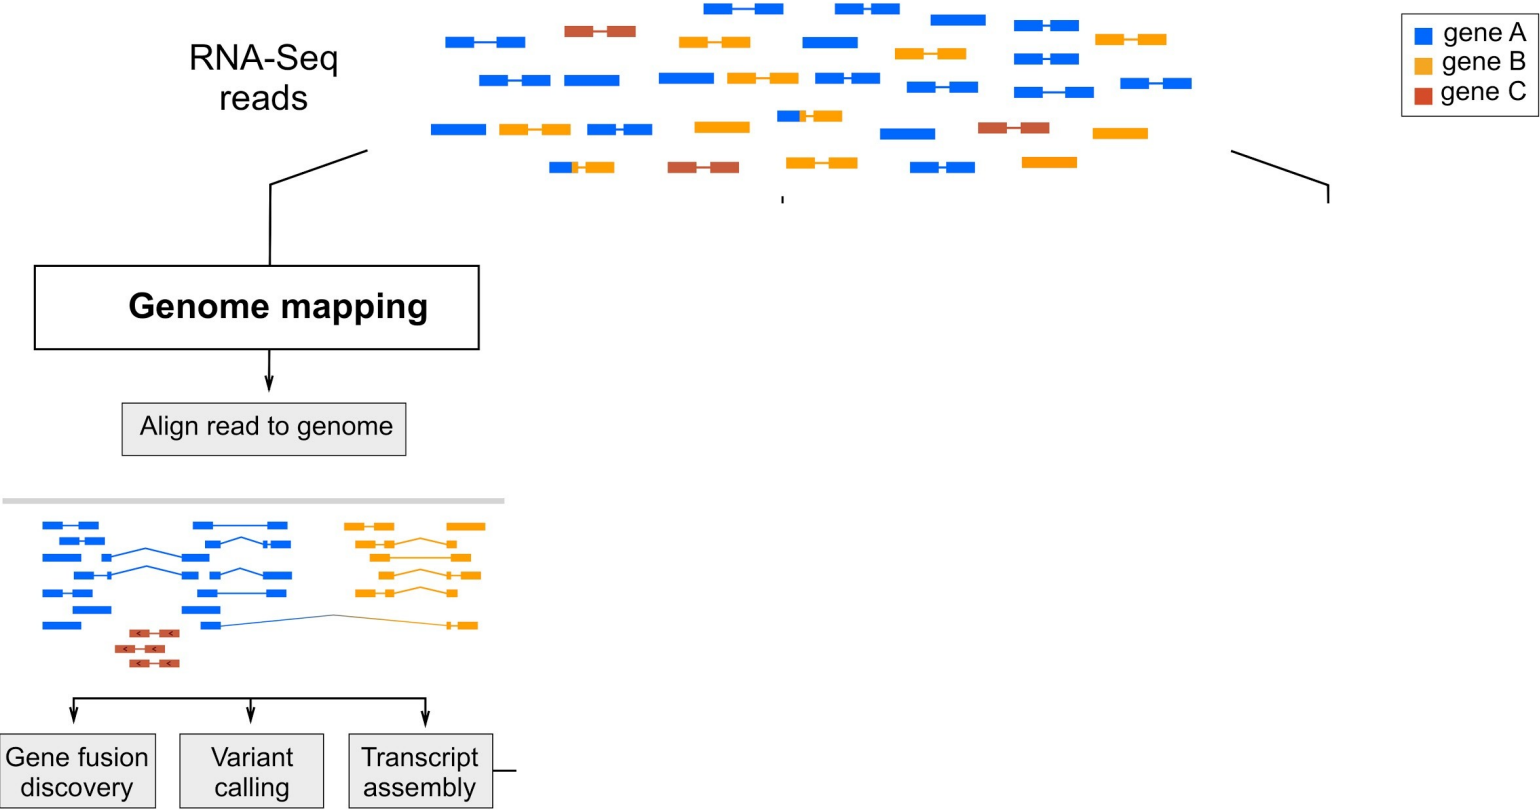 RNA-Seq
reads
gene A
gene B
gene C
Genome mapping
Align read to genome
Gene fusion
discovery
Variant
calling
Transcript
assembly